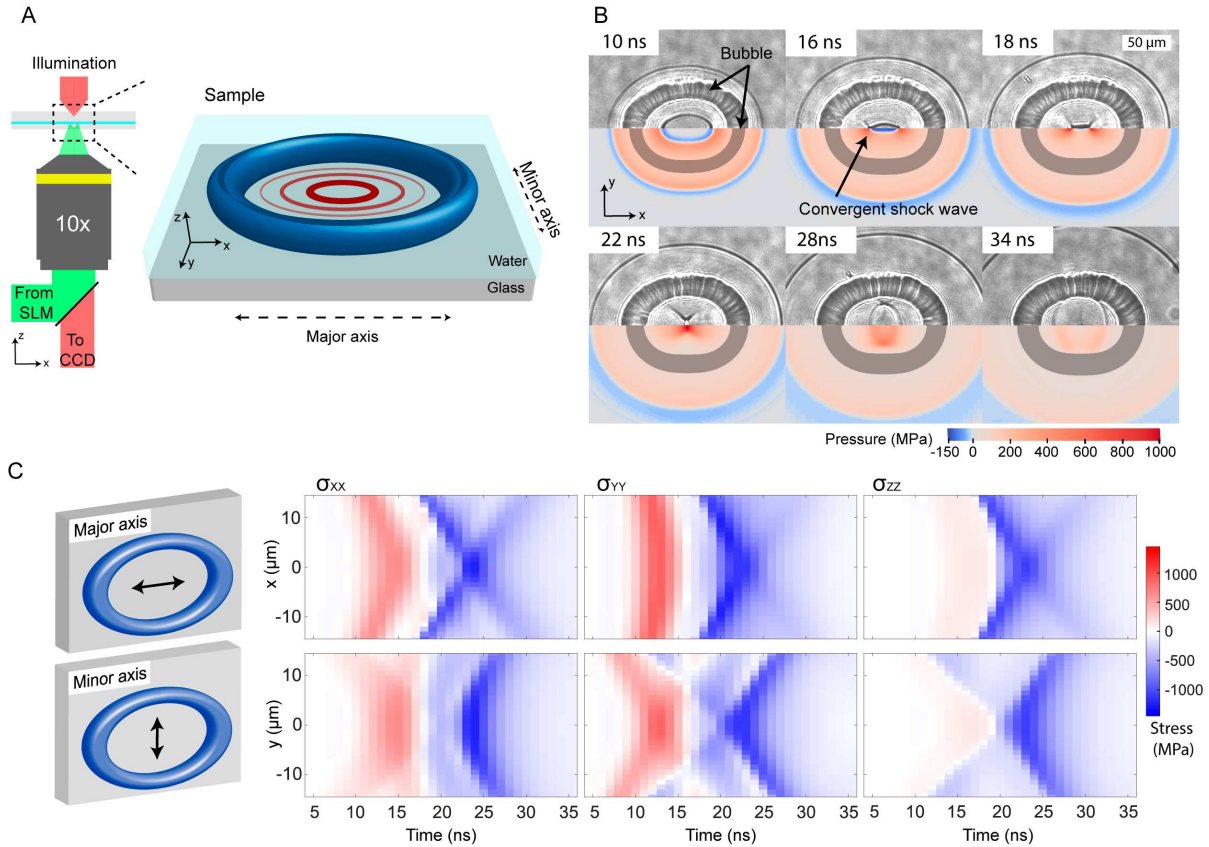 A
Illumination
10x
From
SLM
To
CCD
z
x
Sample
z
x
y
Minor axis
Water
Glass
Major axis
B
10 ns
Bubble
16 ns
18 ns
50 µm
y
x
Convergent shock wave
22 ns
28ns
34 ns
Pressure (MPa)
-150 0 200 400 600 800 1000
C
Major axis
Minor axis
σXX
σYY
σZZ
x (µm)
10
0
-10
y (µm)
10
0
-10
5 10 15 20 25 30 35
5 10 15 20 25 30 35
5 10 15 20 25 30 35
Time (ns)
Time (ns)
Time (ns)
1000
500
0
-500
-1000
Stress
(MPa)